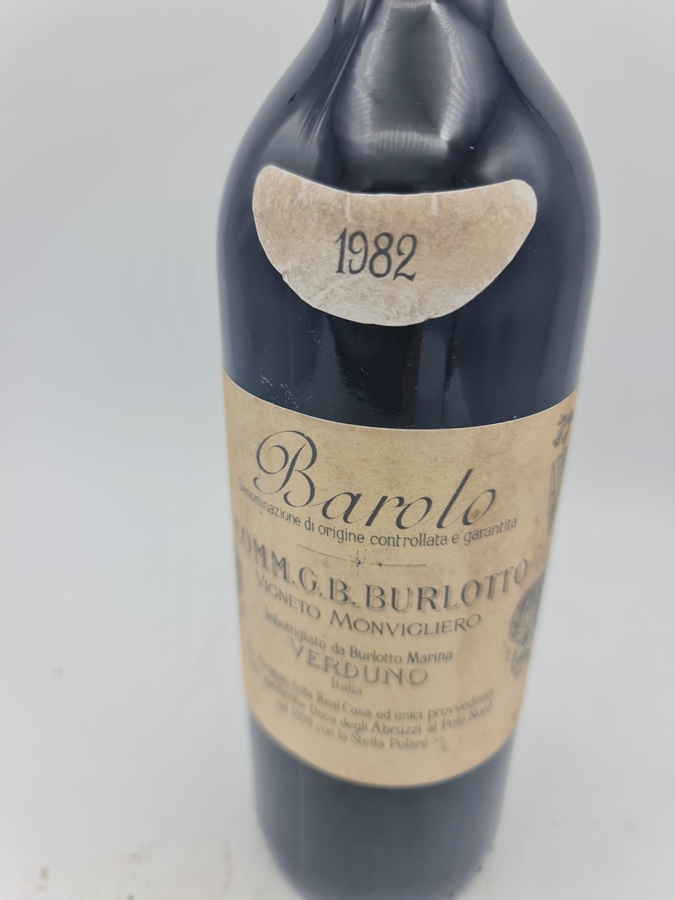 1982
Barolo
Denominazione di origine controllata e garantita
COMM. G. B. BURLOTTO
VIGNETO MONVIGLIERO
Imbottigliato da Burlotto Marina
VERDUNO
Italia
della Real Casa ed unici provveditori
Duca degli Abruzzi al Polo Nord
con la Stella Polare